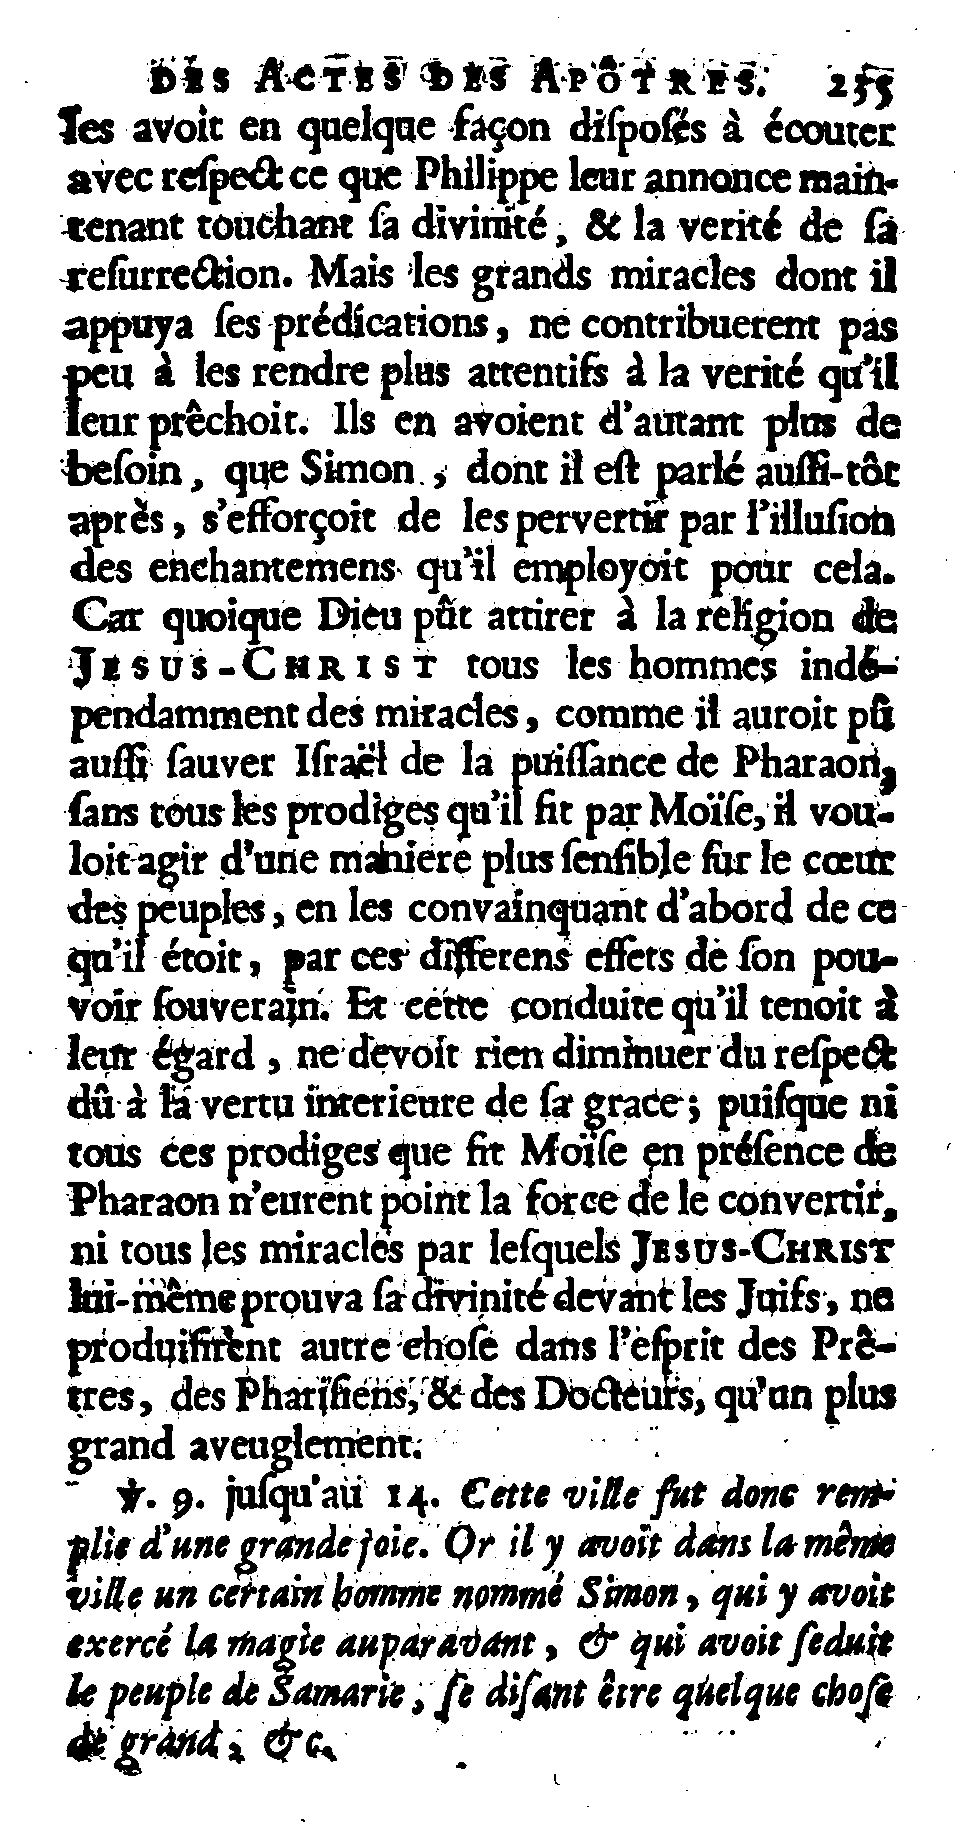 DES ACTES DES APÔTRES. 255
les avoit en quelque façon diſpoſés à écouter
avec reſpect ce que Philippe leur annonce main-
tenant touchant ſa divinité, & la verité de ſa
reſurrection. Mais les grands miracles dont il
appuya ſes prédications, ne contribuerent pas
peu à les rendre plus attentifs à la verité qu'il
leur prêchoit. Ils en avoient d'autant plus de
beſoin, que Simon, dont il eſt parlé auſſi-tôt
après, s'efforçoit de les pervertir par l'illuſion
des enchantemens qu'il employoit pour cela.
Car quoique Dieu pût attirer à la religion de
JESUS-CHRIST tous les hommes indé-
pendamment des miracles, comme il auroit pû
auſſi ſauver Iſraël de la puiſſance de Pharaon,
ſans tous les prodiges qu'il fit par Moïſe, il vou-
loit agir d'une maniere plus ſenſible ſur le cœur
des peuples, en les convainquant d'abord de ce
qu'il étoit, par ces differens effets de ſon pou-
voir ſouverain. Et cette conduite qu'il tenoit à
leur égard, ne devoit rien diminuer du reſpect
dû à la vertu interieure de ſa grace; puiſque ni
tous ces prodiges que fit Moïſe en préſence de
Pharaon n'eurent point la force de le convertir,
ni tous les miracles par leſquels JESUS-CHRIST
lui-même prouva ſa divinité devant les Juifs, ne
produiſirent autre choſe dans l'eſprit des Prê-
tres, des Phariſiens, & des Docteurs, qu'un plus
grand aveuglement.
℣. 9. juſqu'au 14. Cette ville fut donc rem-
plie d'une grande joie. Or il y avoit dans la même
ville un certain homme nommé Simon, qui y avoit
exercé la magie auparavant, & qui avoit ſeduit
le peuple de Samarie, ſe diſant être quelque choſe
de grand, &c.